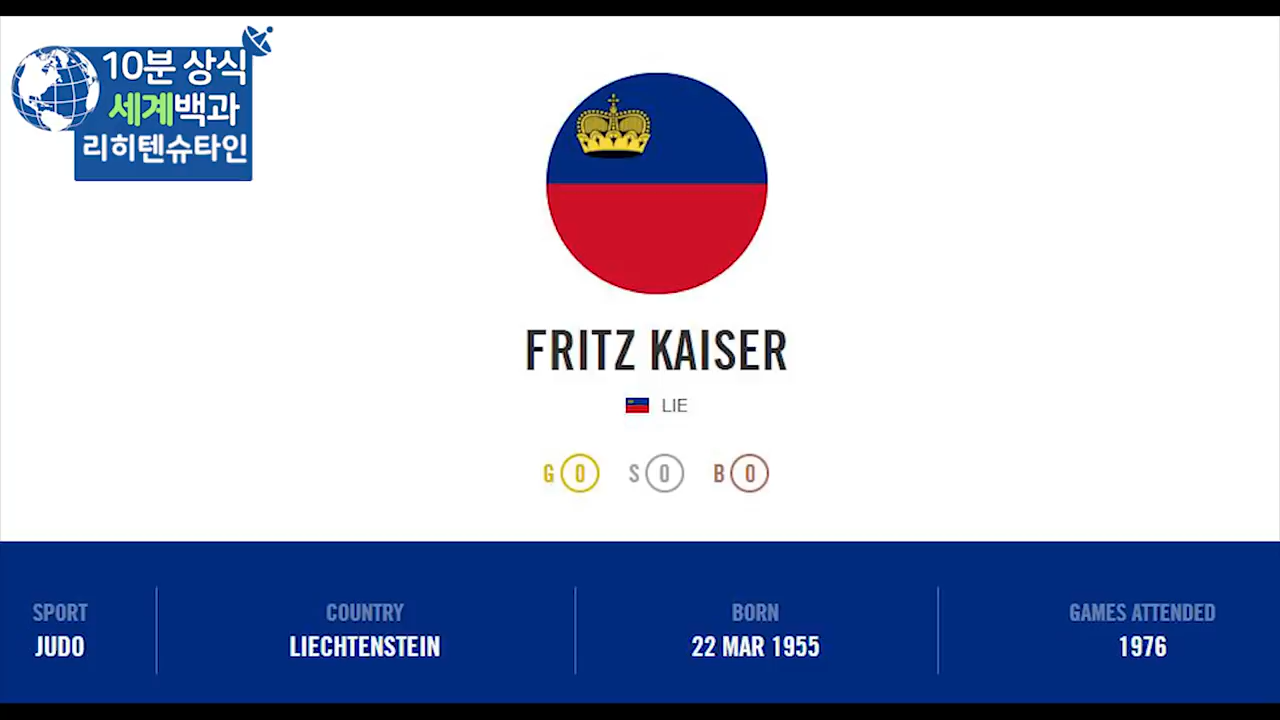 10분 상식
세계백과
리히텐슈타인
FRITZ KAISER
LIE
G 0 S 0 B 0
SPORT COUNTRY BORN GAMES ATTENDED
JUDO LIECHTENSTEIN 22 MAR 1955 1976